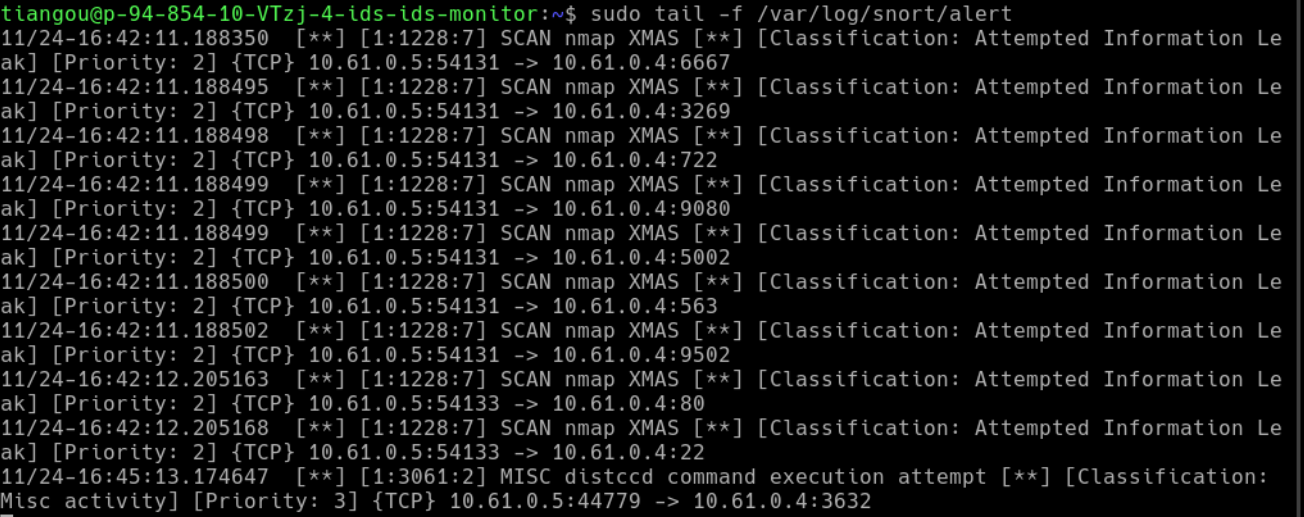 tiangou@p-94-854-10-VTzj-4-ids-ids-monitor:~$ sudo tail -f /var/log/snort/alert
11/24-16:42:11.188350  [**] [1:1228:7] SCAN nmap XMAS [**] [Classification: Attempted Information Le
ak] [Priority: 2] {TCP} 10.61.0.5:54131 -> 10.61.0.4:6667
11/24-16:42:11.188495  [**] [1:1228:7] SCAN nmap XMAS [**] [Classification: Attempted Information Le
ak] [Priority: 2] {TCP} 10.61.0.5:54131 -> 10.61.0.4:3269
11/24-16:42:11.188498  [**] [1:1228:7] SCAN nmap XMAS [**] [Classification: Attempted Information Le
ak] [Priority: 2] {TCP} 10.61.0.5:54131 -> 10.61.0.4:722
11/24-16:42:11.188499  [**] [1:1228:7] SCAN nmap XMAS [**] [Classification: Attempted Information Le
ak] [Priority: 2] {TCP} 10.61.0.5:54131 -> 10.61.0.4:9080
11/24-16:42:11.188499  [**] [1:1228:7] SCAN nmap XMAS [**] [Classification: Attempted Information Le
ak] [Priority: 2] {TCP} 10.61.0.5:54131 -> 10.61.0.4:5002
11/24-16:42:11.188500  [**] [1:1228:7] SCAN nmap XMAS [**] [Classification: Attempted Information Le
ak] [Priority: 2] {TCP} 10.61.0.5:54131 -> 10.61.0.4:563
11/24-16:42:11.188502  [**] [1:1228:7] SCAN nmap XMAS [**] [Classification: Attempted Information Le
ak] [Priority: 2] {TCP} 10.61.0.5:54131 -> 10.61.0.4:9502
11/24-16:42:12.205163  [**] [1:1228:7] SCAN nmap XMAS [**] [Classification: Attempted Information Le
ak] [Priority: 2] {TCP} 10.61.0.5:54133 -> 10.61.0.4:80
11/24-16:42:12.205168  [**] [1:1228:7] SCAN nmap XMAS [**] [Classification: Attempted Information Le
ak] [Priority: 2] {TCP} 10.61.0.5:54133 -> 10.61.0.4:22
11/24-16:45:13.174647  [**] [1:3061:2] MISC distccd command execution attempt [**] [Classification:
Misc activity] [Priority: 3] {TCP} 10.61.0.5:44779 -> 10.61.0.4:3632